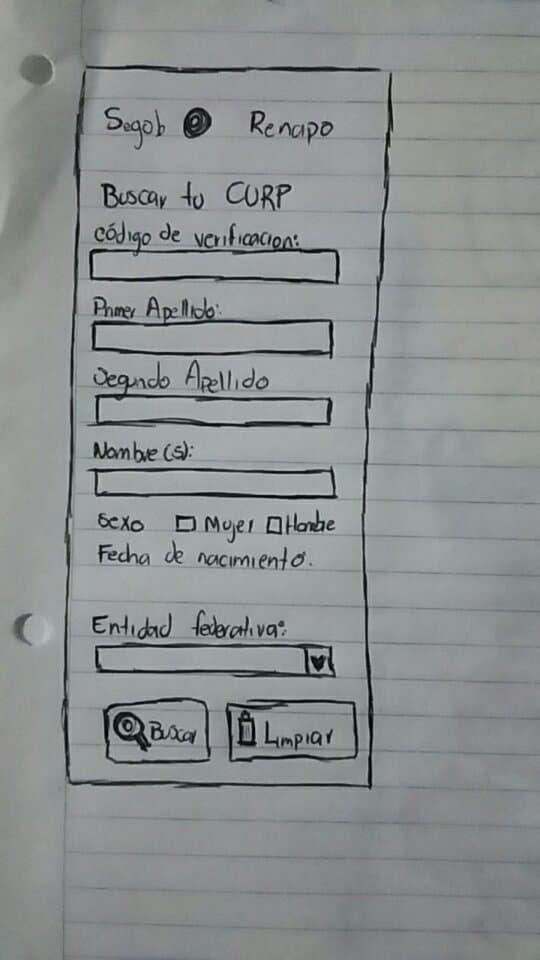 Segob Renapo
Buscar tu CURP
código de verificacion:
Primer Apellido:
Segundo Apellido
Nombre(s):
Sexo Mujer Hombe
Fecha de nacimiento.
Entidad federativa:
Buscar Limpiar